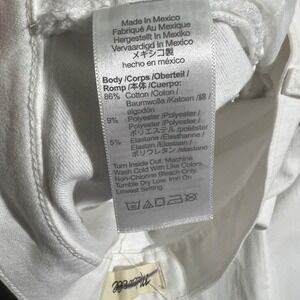 Made In Mexico
Fabriqué Au Mexique
Hergestellt In Mexiko
Vervaardigd In Mexico
メキシコ製
hecho en méxico
Body /Corps /Oberteil /
Romp /本体 /Cuerpo:
86% Cotton /Coton /
Baumwolle /Katoen /綿 /
algodón
9% Polyester /Polyester /
Polyester /Polyester /
ポリエステル /poliéster
5% Elastane /Élasthanne /
Elastan /Elastaan /
ポリウレタン /elastano
Turn Inside Out. Machine
Wash Cold With Like Colors.
Non-Chlorine Bleach Only.
Tumble Dry Low. Iron On
Lowest Setting.
Madewell